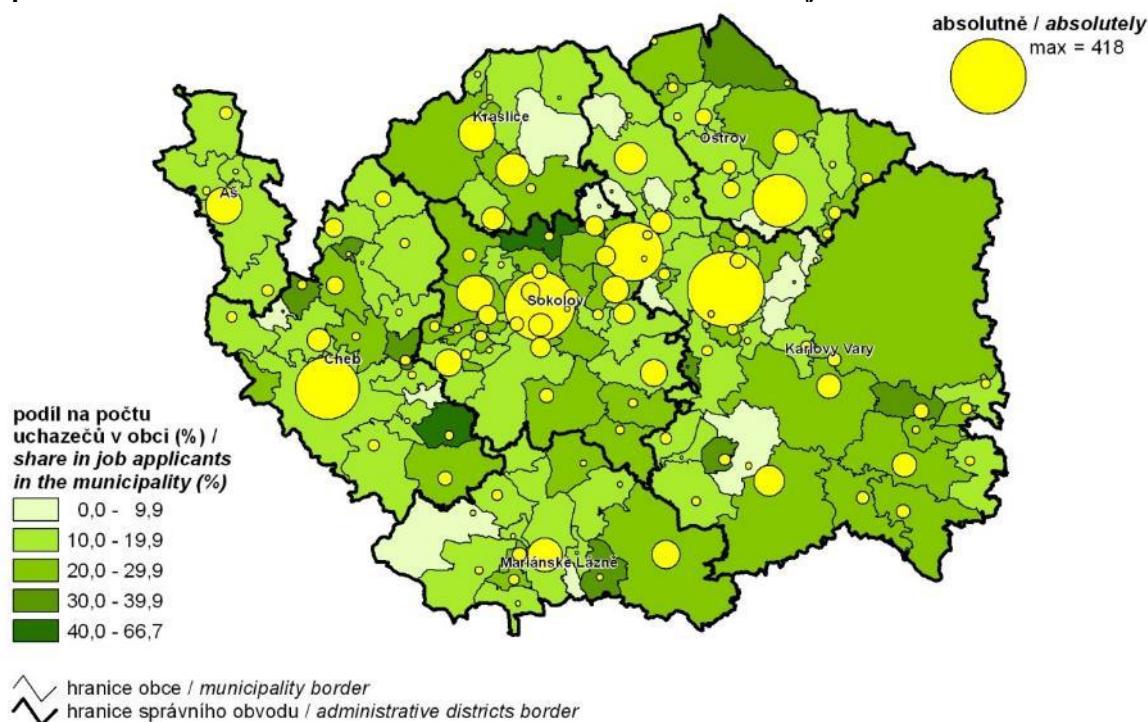 absolutně / absolutely
max = 418
Kraslice
Ostrov
Aš
Sokolov
Cheb
Karlovy Vary
Mariánské Lázně
podíl na počtu
uchazečů v obci (%) /
share in job applicants
in the municipality (%)
0,0 - 9,9
10,0 - 19,9
20,0 - 29,9
30,0 - 39,9
40,0 - 66,7
hranice obce / municipality border
hranice správního obvodu / administrative districts border